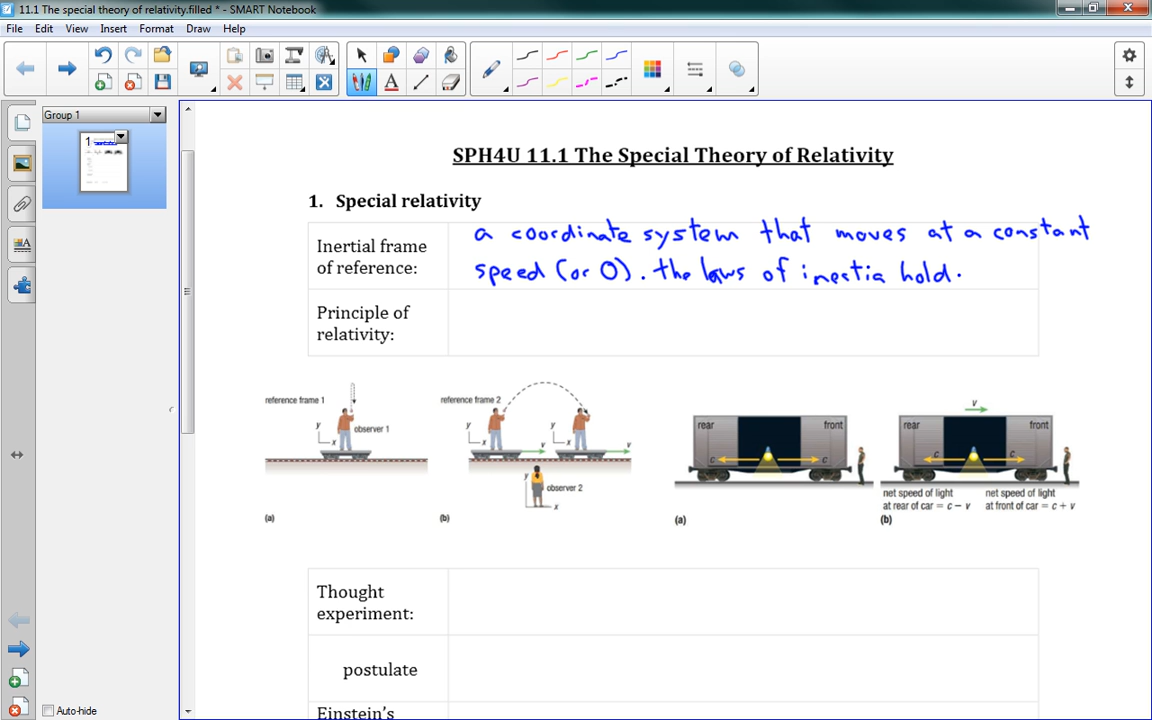 11.1 The special theory of relativity.filled * - SMART Notebook
File Edit View Insert Format Draw Help
Group 1
1
SPH4U 11.1 The Special Theory of Relativity
1. Special relativity
Inertial frame of reference:
a coordinate system that moves at a constant
speed (or 0). the laws of inertia hold.
Principle of
relativity:
reference frame 1
y
x
observer 1
(a)
reference frame 2
y
x
v
y
x
v
y
observer 2
x
(b)
rear
front
c
c
(a)
v
rear
front
c
c
net speed of light
at rear of car = c – v
net speed of light
at front of car = c + v
(b)
Thought
experiment:
postulate
Einstein's
Auto-hide